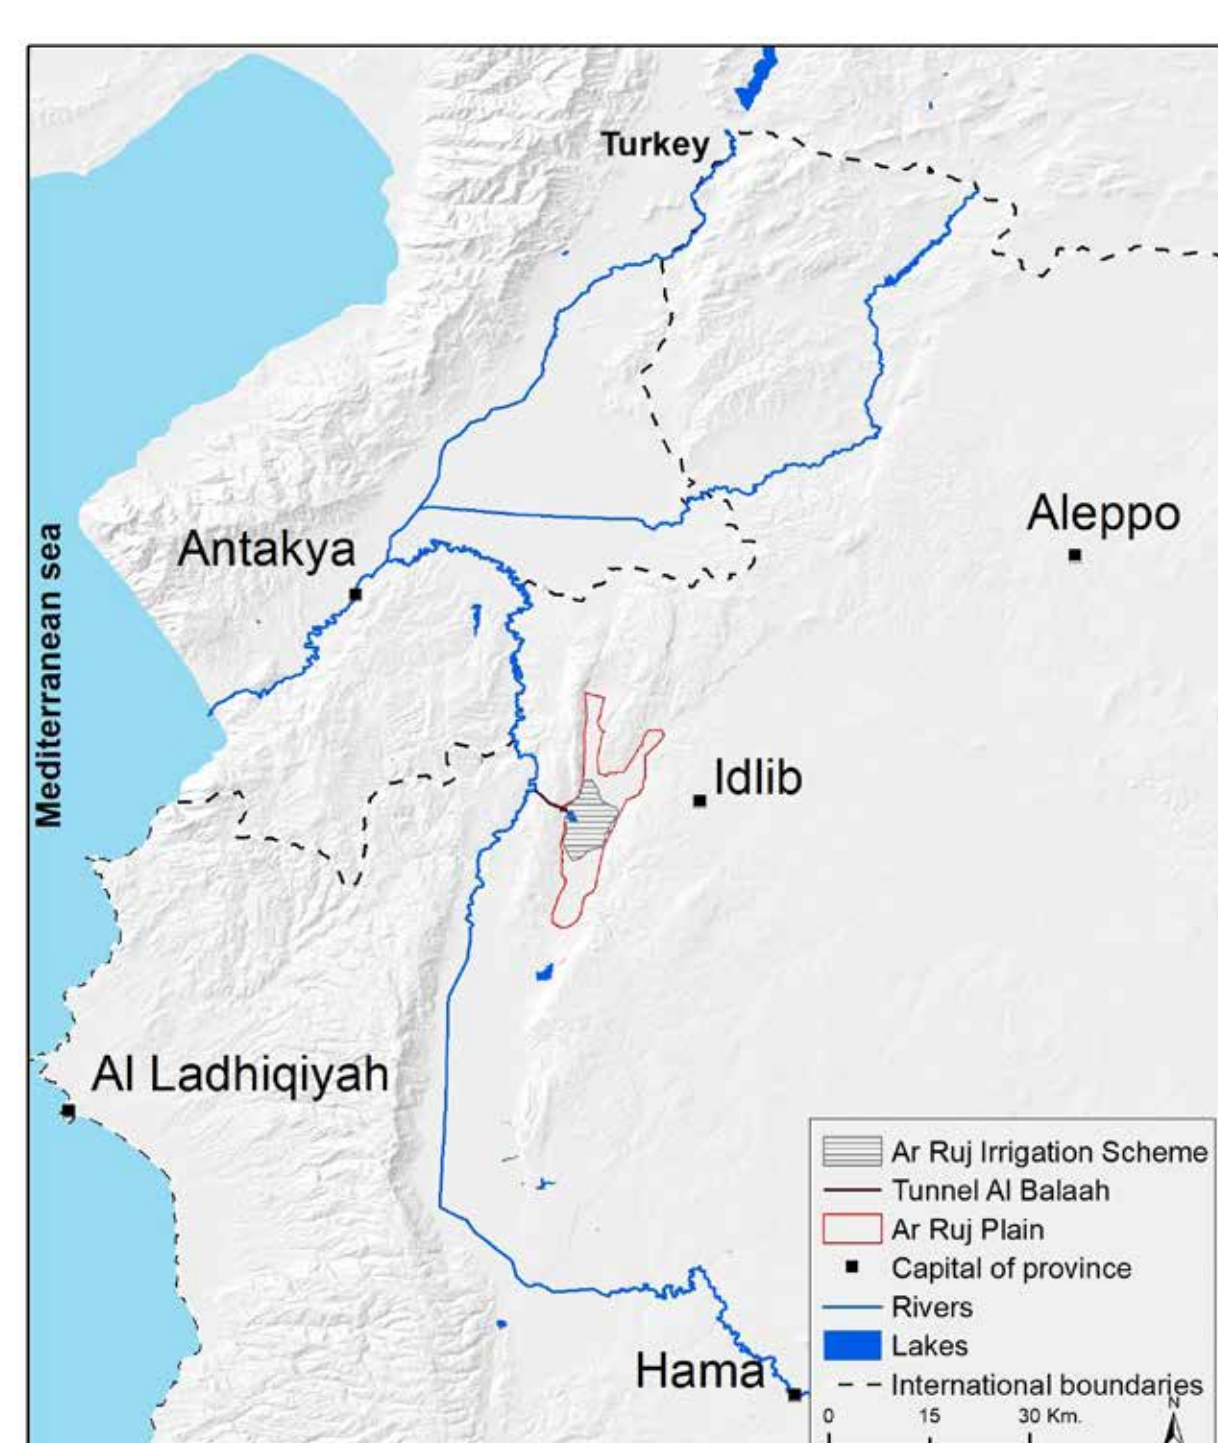 Turkey
Aleppo
Antakya
Mediterranean sea
Idlib
Al Ladhiqiyah
Hama
Ar Ruj Irrigation Scheme
Tunnel Al Balaah
Ar Ruj Plain
Capital of province
Rivers
Lakes
International boundaries
N
0 15 30 Km.